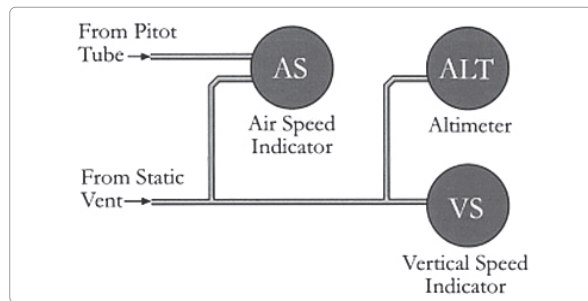 From Pitot
Tube
AS
ALT
Air Speed
Indicator
Altimeter
From Static
Vent
VS
Vertical Speed
Indicator